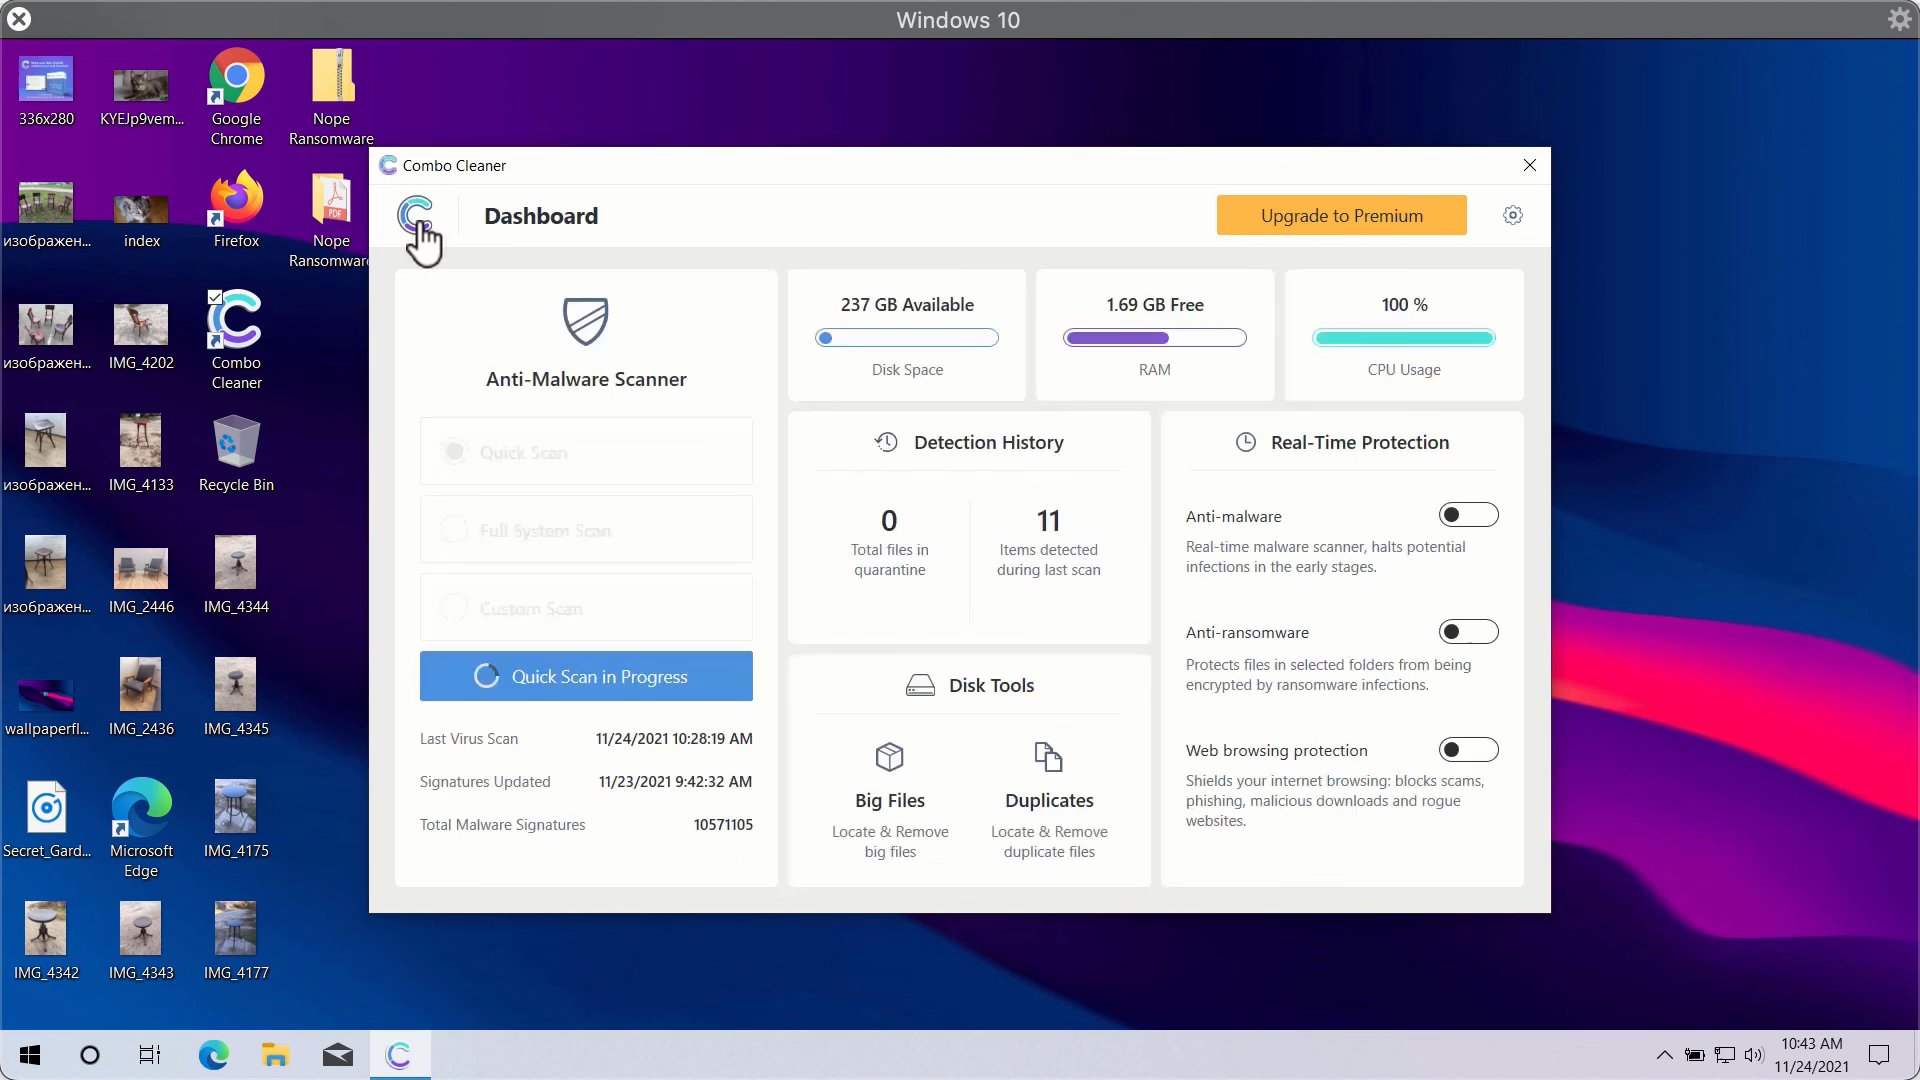 Windows 10
336x280
KYEJp9vem...
Google
Chrome
Nope
Ransomware
изображен...
index
Firefox
Nope
Ransomware
изображен...
IMG_4202
Combo
Cleaner
изображен...
IMG_4133
Recycle Bin
изображен...
IMG_2446
IMG_4344
wallpaperfl...
IMG_2436
IMG_4345
Secret_Gard...
Microsoft
Edge
IMG_4175
IMG_4342
IMG_4343
IMG_4177
PDF
Combo Cleaner
Dashboard
Upgrade to Premium
Anti-Malware Scanner
Quick Scan
Full System Scan
Custom Scan
Quick Scan in Progress
Last Virus Scan 11/24/2021 10:28:19 AM
Signatures Updated 11/23/2021 9:42:32 AM
Total Malware Signatures 10571105
237 GB Available
Disk Space
1.69 GB Free
RAM
100 %
CPU Usage
Detection History
0
Total files in
quarantine
11
Items detected
during last scan
Disk Tools
Big Files
Locate & Remove
big files
Duplicates
Locate & Remove
duplicate files
Real-Time Protection
Anti-malware
Real-time malware scanner, halts potential
infections in the early stages.
Anti-ransomware
Protects files in selected folders from being
encrypted by ransomware infections.
Web browsing protection
Shields your internet browsing: blocks scams,
phishing, malicious downloads and rogue
websites.
10:43 AM
11/24/2021